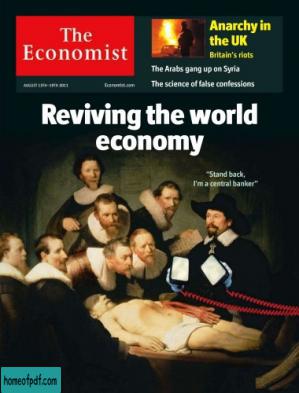 The
Economist
AUGUST 13TH-19TH 2011
Economist.com
Anarchy in
the UK
Britain's riots
The Arabs gang up on Syria
The science of false confessions
Reviving the world
economy
"Stand back,
I'm a central banker"
homeofpdf.com